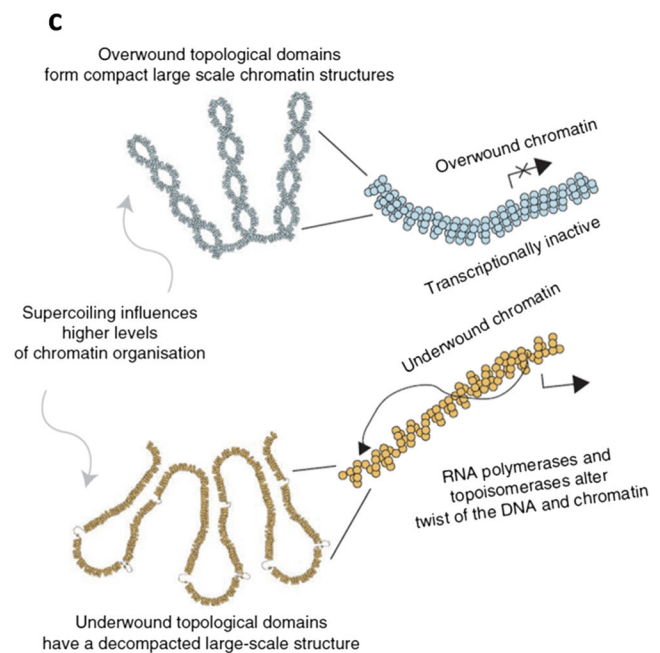 c
Overwound topological domains
form compact large scale chromatin structures
Overwound chromatin
Transcriptionally inactive
Supercoiling influences
higher levels
of chromatin organisation
Underwound chromatin
RNA polymerases and
topoisomerases alter
twist of the DNA and chromatin
Underwound topological domains
have a decompacted large-scale structure